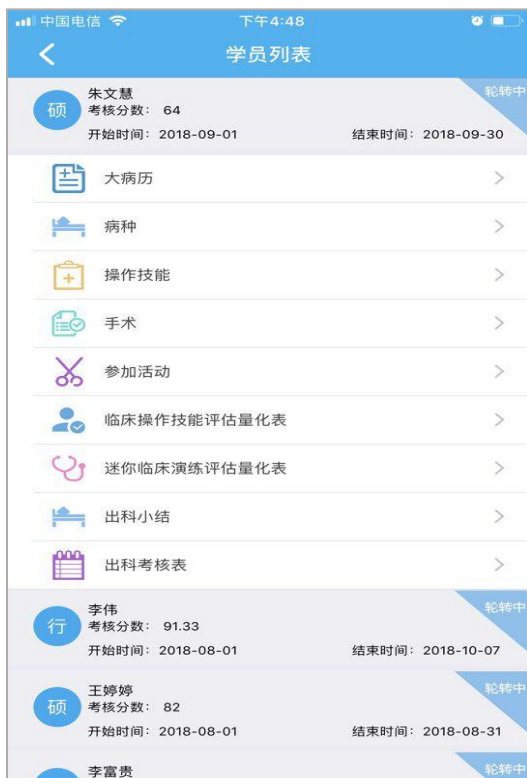 中国电信 下午4:48
学员列表
硕
朱文慧
轮转中
考核分数： 64
开始时间：2018-09-01 结束时间：2018-09-30
大病历
病种
操作技能
手术
参加活动
临床操作技能评估量化表
迷你临床演练评估量化表
出科小结
出科考核表
行
李伟
轮转中
考核分数： 91.33
开始时间：2018-08-01 结束时间：2018-10-07
硕
王婷婷
轮转中
考核分数： 82
开始时间：2018-08-01 结束时间：2018-08-31
李富贵
轮转中